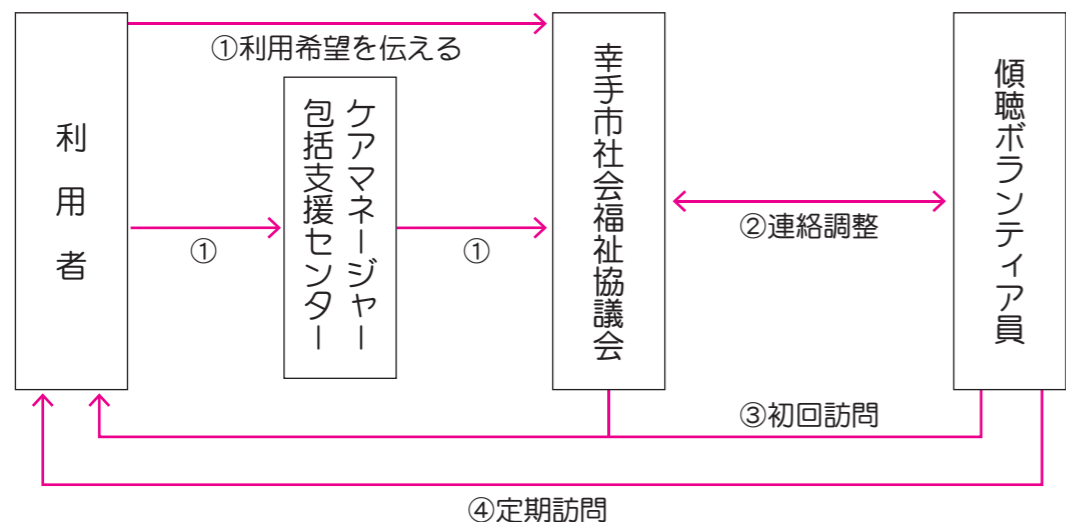 利用者
①利用希望を伝える
①
ケアマネージャー
包括支援センター
①
幸手市社会福祉協議会
②連絡調整
傾聴ボランティア員
③初回訪問
④定期訪問